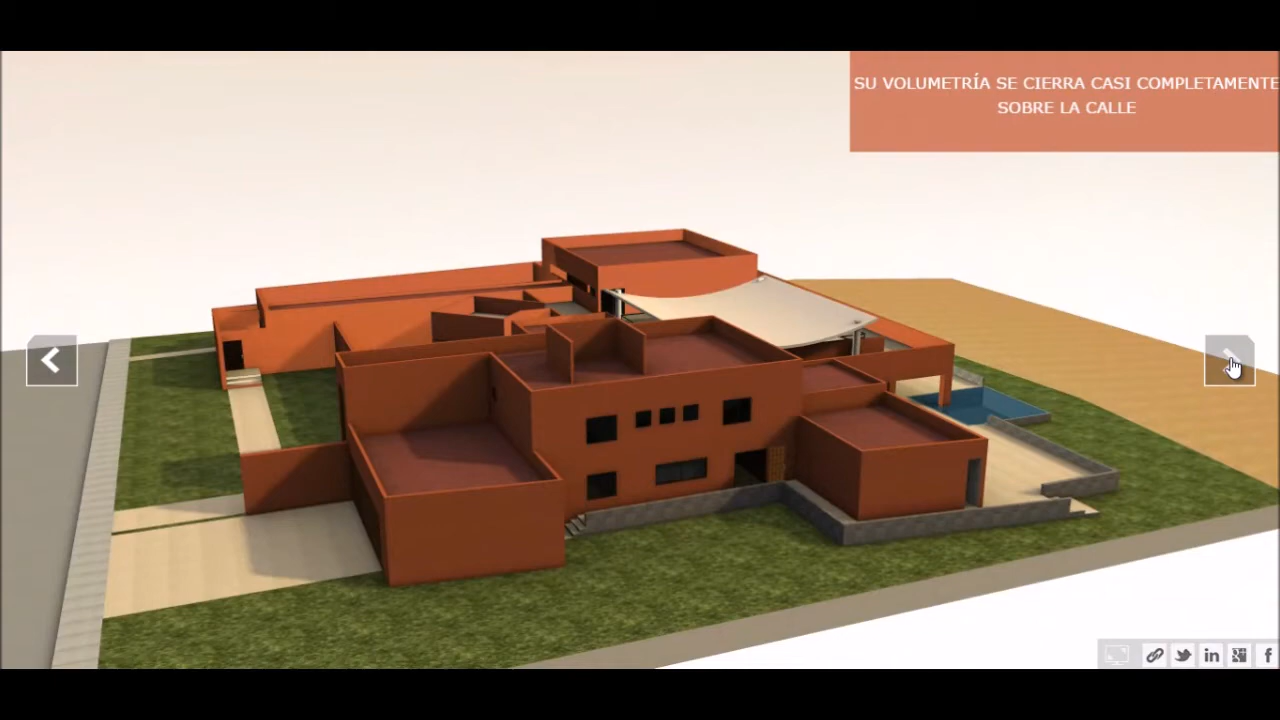 SU VOLUMETRÍA SE CIERRA CASI COMPLETAMENTE
SOBRE LA CALLE